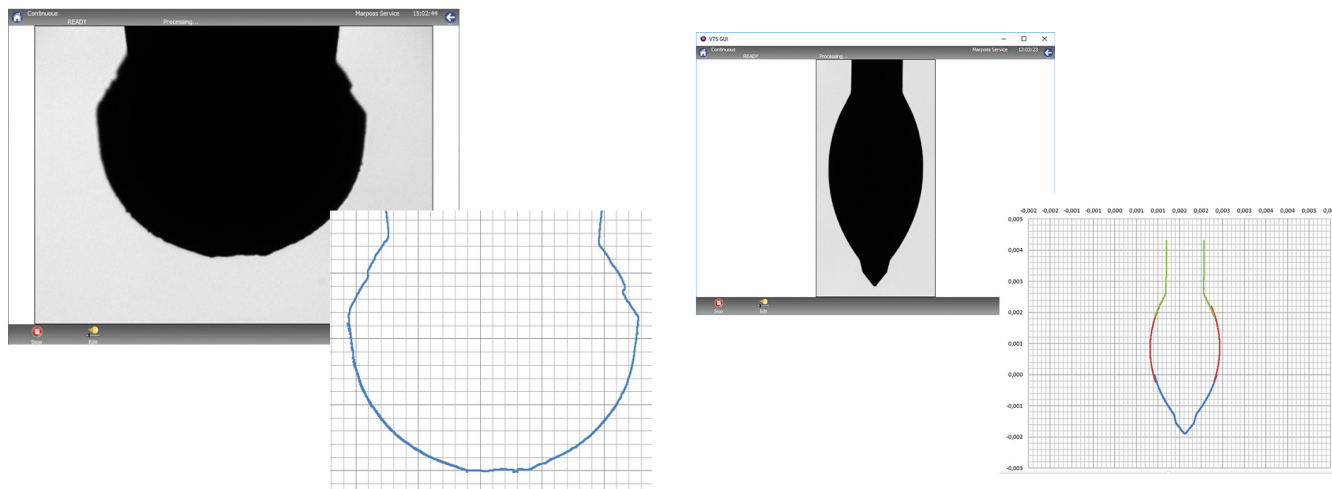 Continuous
READY
Processing...
Marposs Service
15:02:44
Stop
Edit
VTS GUI
Continuous
READY
Processing...
Marposs Service
12:03:23
Stop
Edit
-0,002 -0,002 -0,001 -0,001 0,000 0,001 0,001 0,002 0,002 0,003 0,003 0,004 0,005 0,005
0,005
0,004
0,003
0,002
0,001
0,000
-0,001
-0,002
-0,003